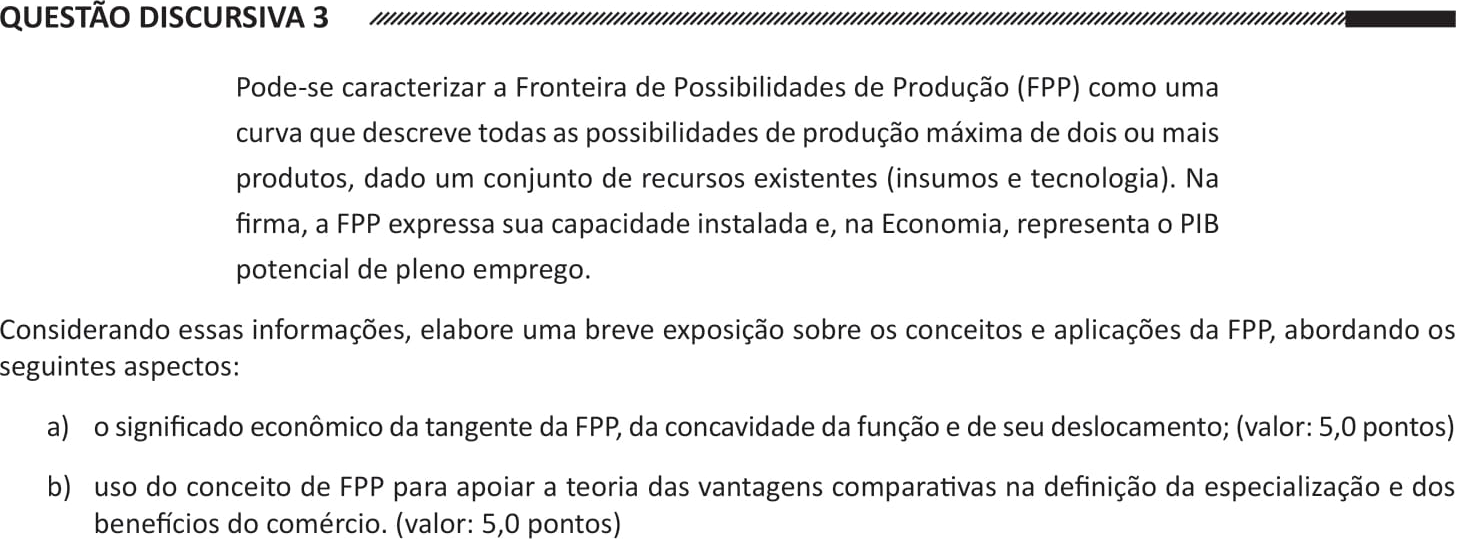 QUESTÃO DISCURSIVA 3
Pode-se caracterizar a Fronteira de Possibilidades de Produção (FPP) como uma
curva que descreve todas as possibilidades de produção máxima de dois ou mais
produtos, dado um conjunto de recursos existentes (insumos e tecnologia). Na
firma, a FPP expressa sua capacidade instalada e, na Economia, representa o PIB
potencial de pleno emprego.
Considerando essas informações, elabore uma breve exposição sobre os conceitos e aplicações da FPP, abordando os
seguintes aspectos:
a) o significado econômico da tangente da FPP, da concavidade da função e de seu deslocamento; (valor: 5,0 pontos)
b) uso do conceito de FPP para apoiar a teoria das vantagens comparativas na definição da especialização e dos
benefícios do comércio. (valor: 5,0 pontos)